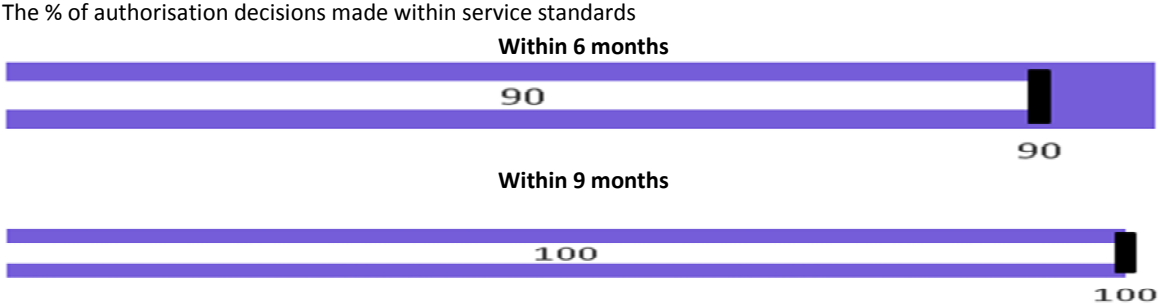 The % of authorisation decisions made within service standards
Within 6 months
90
90
Within 9 months
100
100